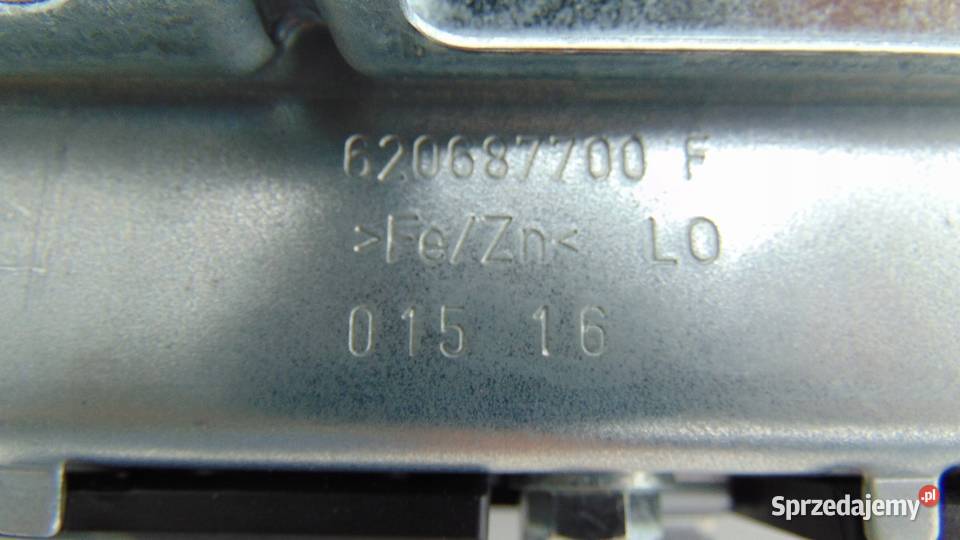 620687700 F
>Fe/Zn< LO
015 16
Sprzedajemy.pl